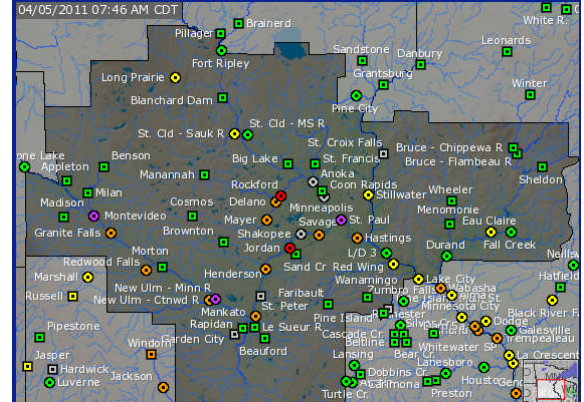 04/05/2011 07:46 AM CDT
Brainerd
White R.
Pillager
Fort Ripley
Sandstone
Danbury
Leonards
Long Prairie
Grantsburg
Winter
Blanchard Dam
Pine City
St. Cld - Sauk R
St. Cld - MS R
St. Croix Falls
Bruce - Chippewa R
Bruce - Flambeau R
Appleton
Benson
Big Lake
St. Francis
Sheldon
Manannah
Anoka
Rockford
Coon Rapids
Milan
Madison
Cosmos
Delano
Minneapolis
Stillwater
Wheeler
Menomonie
Montevideo
Mayer
Savage
St. Paul
Eau Claire
Granite Falls
Brownton
Shakopee
Hastings
Durand
Fall Creek
Morton
Jordan
L/D 3
Redwood Falls
Henderson
Sand Cr
Red Wing
Marshall
Wanamingo
Lake City
Hatfield
New Ulm - Minn R
Faribault
Zumbro Falls
Wabasha
Russell
New Ulm - Ctnwd R
St. Peter
Minnesota City
Mankato
Pine Island
Dodge
Rapidan
Le Sueur R
Galesville
Pipestone
Garden City
Cascade Cr.
Trempealeau
Windom
Beauford
Beltline
Bear Cr.
Whitewater SP
Jasper
Lansing
La Crescent
Hardwick
Dobbins Cr.
Lanesboro
Luverne
Jackson
Preston
Turtle Cr.